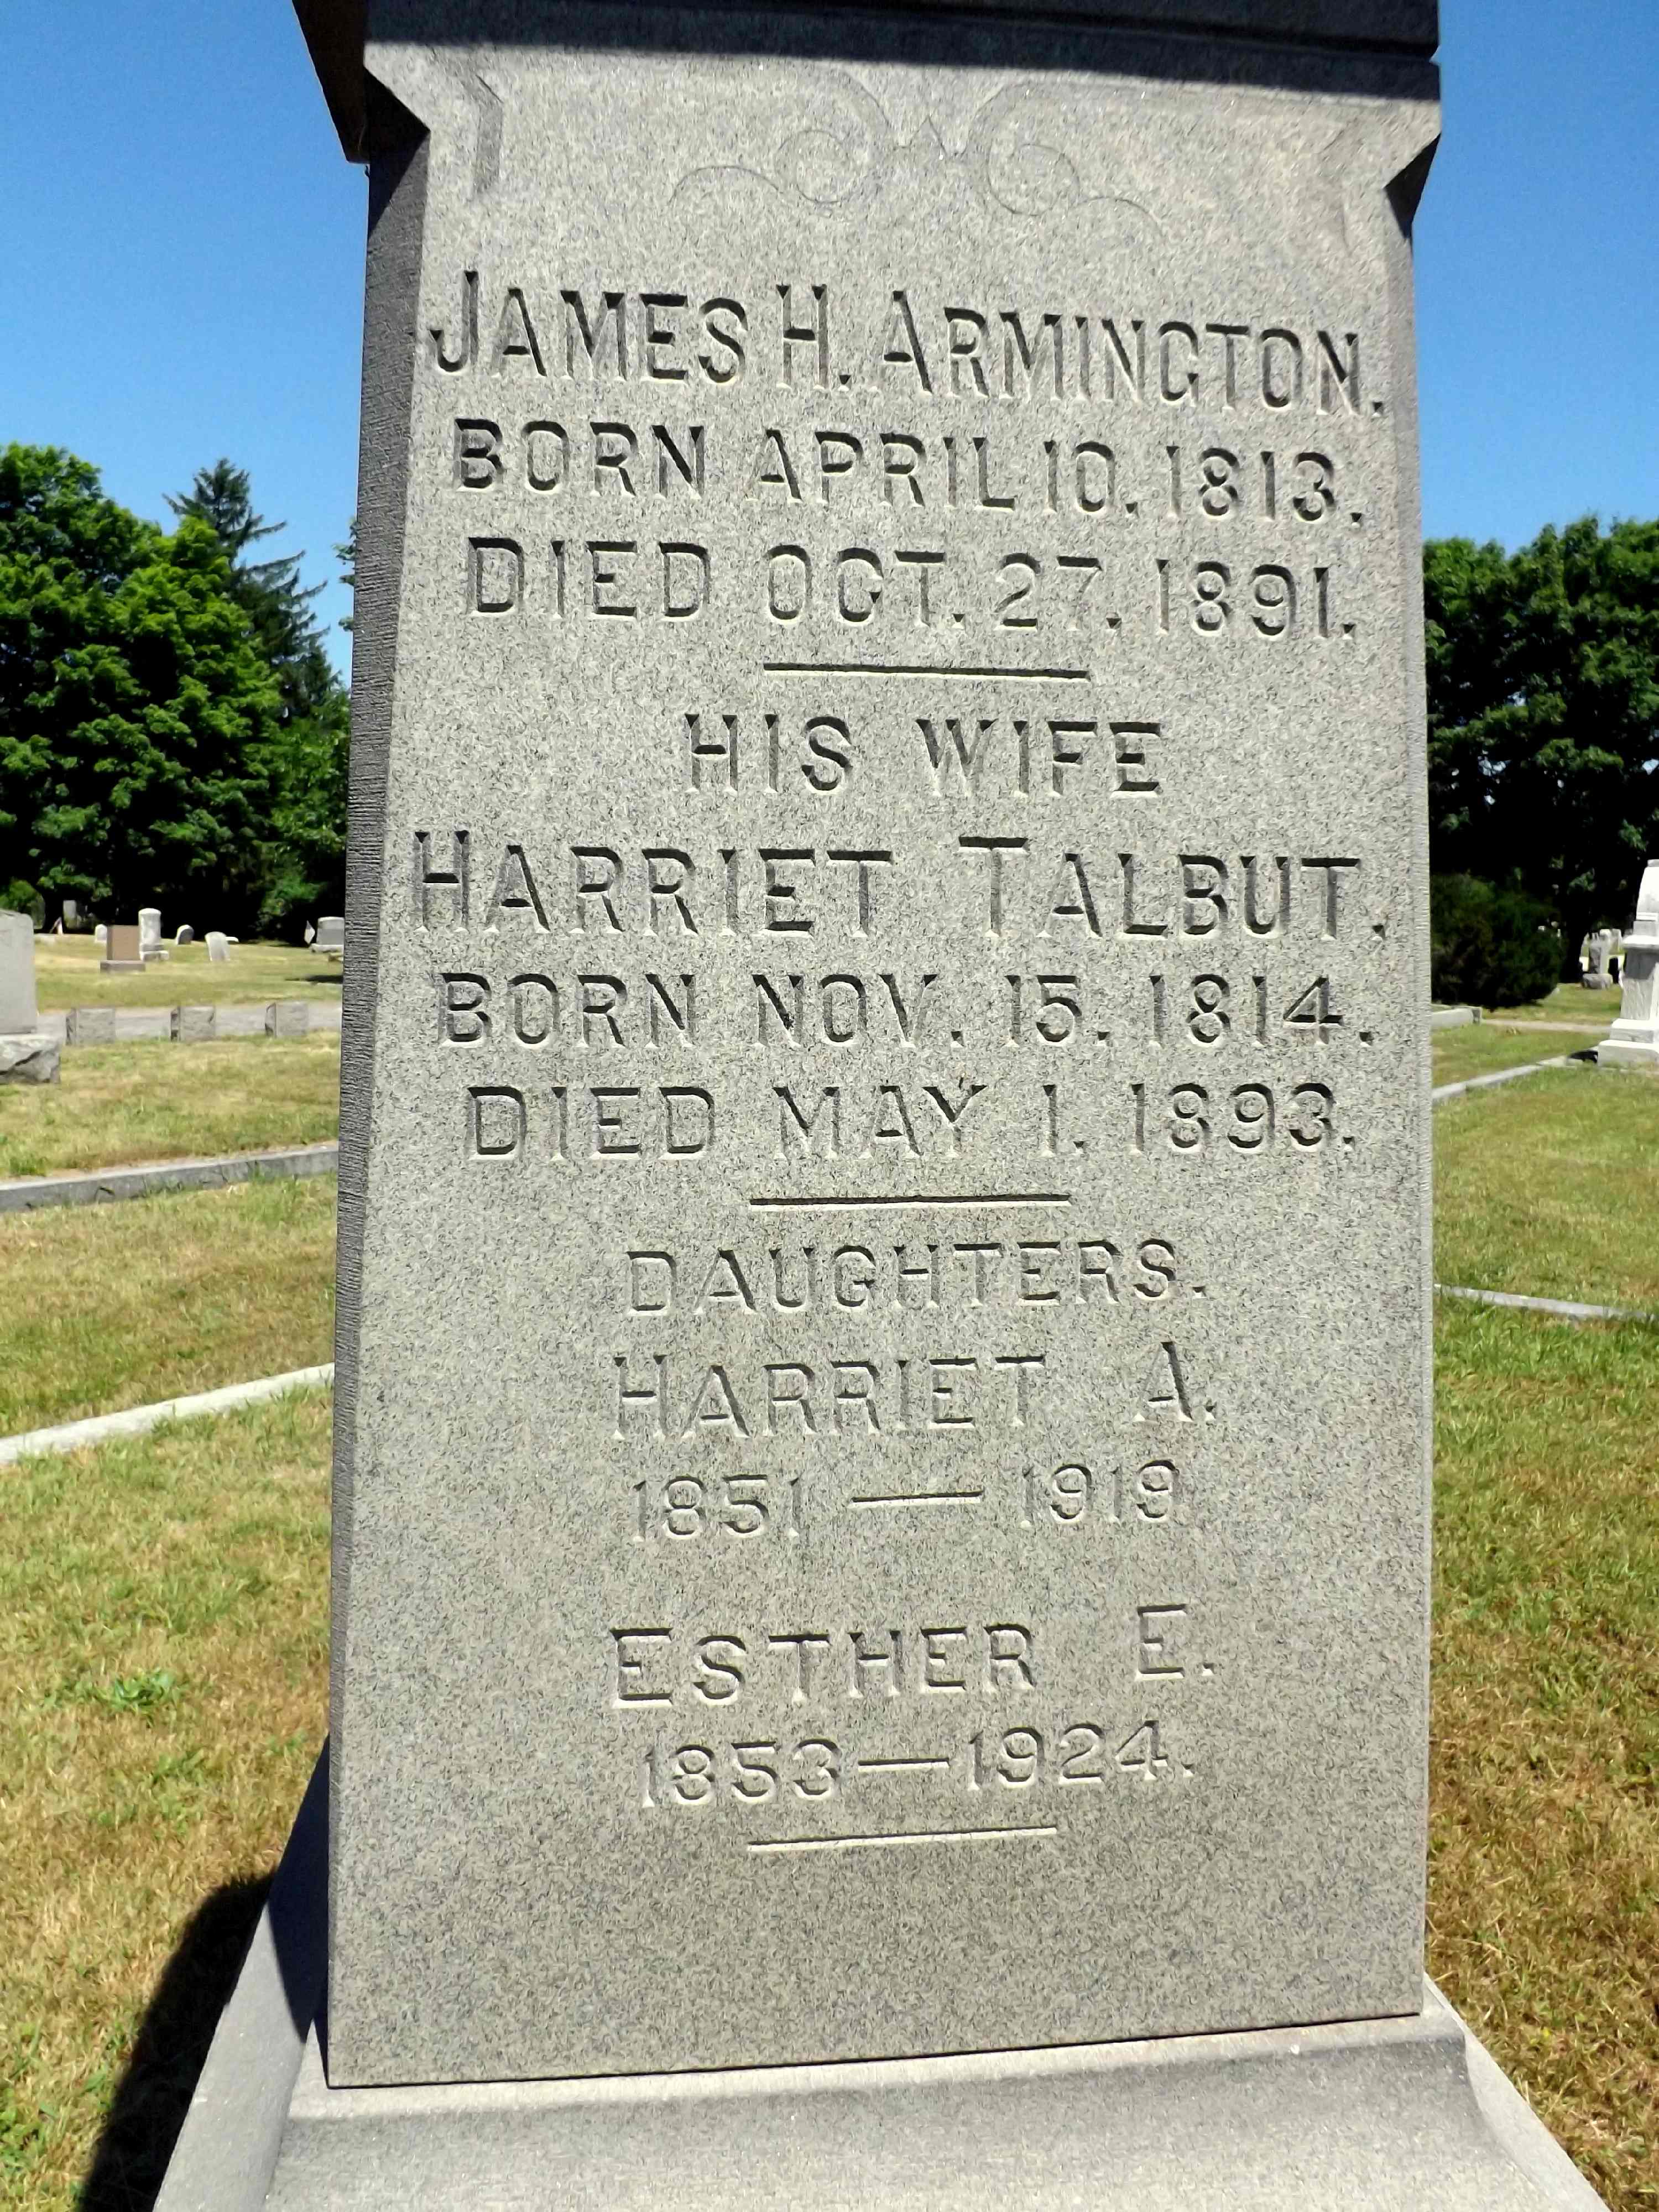 JAMES H. ARMINGTON.
BORN APRIL 10. 1813.
DIED OCT. 27. 1891.
HIS WIFE
HARRIET TALBUT.
BORN NOV. 15. 1814.
DIED MAY 1. 1893.
DAUGHTERS.
HARRIET A.
1851 — 1919
ESTHER E.
1853 — 1924.